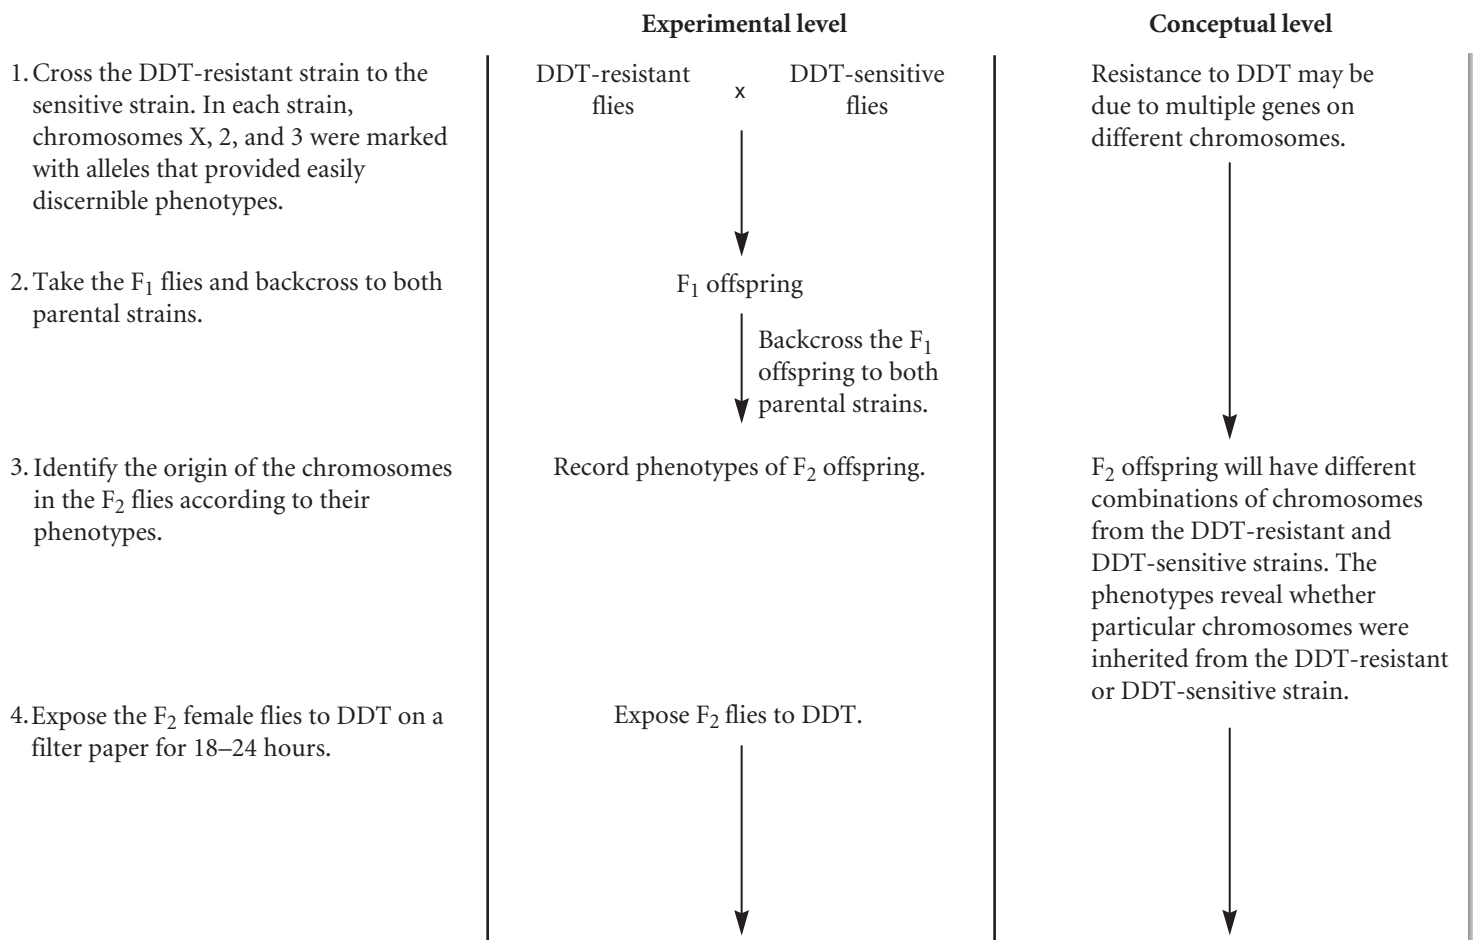 Experimental level
Conceptual level
1. Cross the DDT-resistant strain to the
sensitive strain. In each strain,
chromosomes X, 2, and 3 were marked
with alleles that provided easily
discernible phenotypes.
DDT-resistant
flies
x
DDT-sensitive
flies
Resistance to DDT may be
due to multiple genes on
different chromosomes.
2. Take the F1 flies and backcross to both
parental strains.
F1 offspring
Backcross the F1
offspring to both
parental strains.
3. Identify the origin of the chromosomes
in the F2 flies according to their
phenotypes.
Record phenotypes of F2 offspring.
F2 offspring will have different
combinations of chromosomes
from the DDT-resistant and
DDT-sensitive strains. The
phenotypes reveal whether
particular chromosomes were
inherited from the DDT-resistant
or DDT-sensitive strain.
4. Expose the F2 female flies to DDT on a
filter paper for 18–24 hours.
Expose F2 flies to DDT.